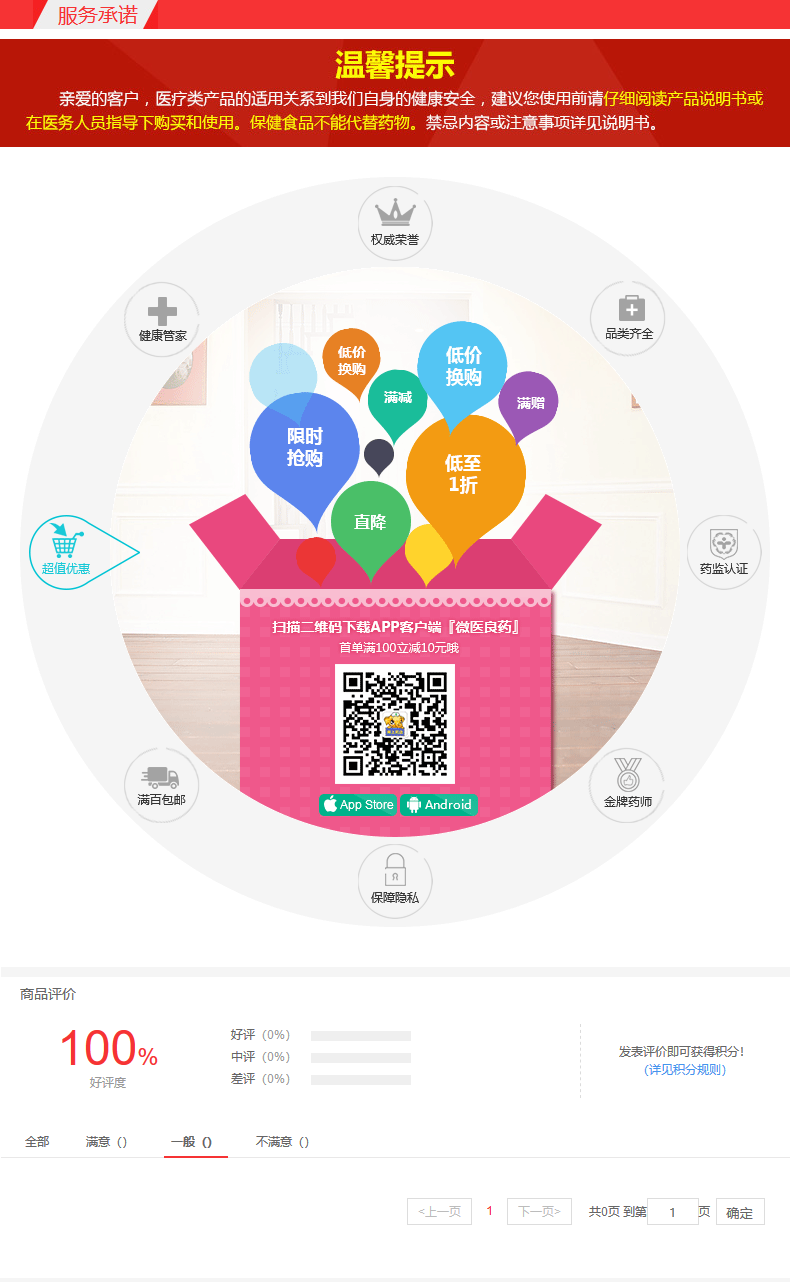 服务承诺
温馨提示
亲爱的客户，医疗类产品的适用关系到我们自身的健康安全，建议您使用前请仔细阅读产品说明书或
在医务人员指导下购买和使用。保健食品不能代替药物。禁忌内容或注意事项详见说明书。
权威荣誉
健康管家
品类齐全
低价
换购
低价
换购
满减
满赠
限时
抢购
低至
1折
直降
超值优惠
药监认证
扫描二维码下载APP客户端『微医良药』
首单满100立减10元哦
App Store
Android
满百包邮
金牌药师
保障隐私
商品评价
100%
好评度
好评（0%）
中评（0%）
差评（0%）
发表评价即可获得积分！
(详见积分规则)
全部 满意（） 一般（） 不满意（）
<上一页 1 下一页> 共0页 到第 1 页 确定